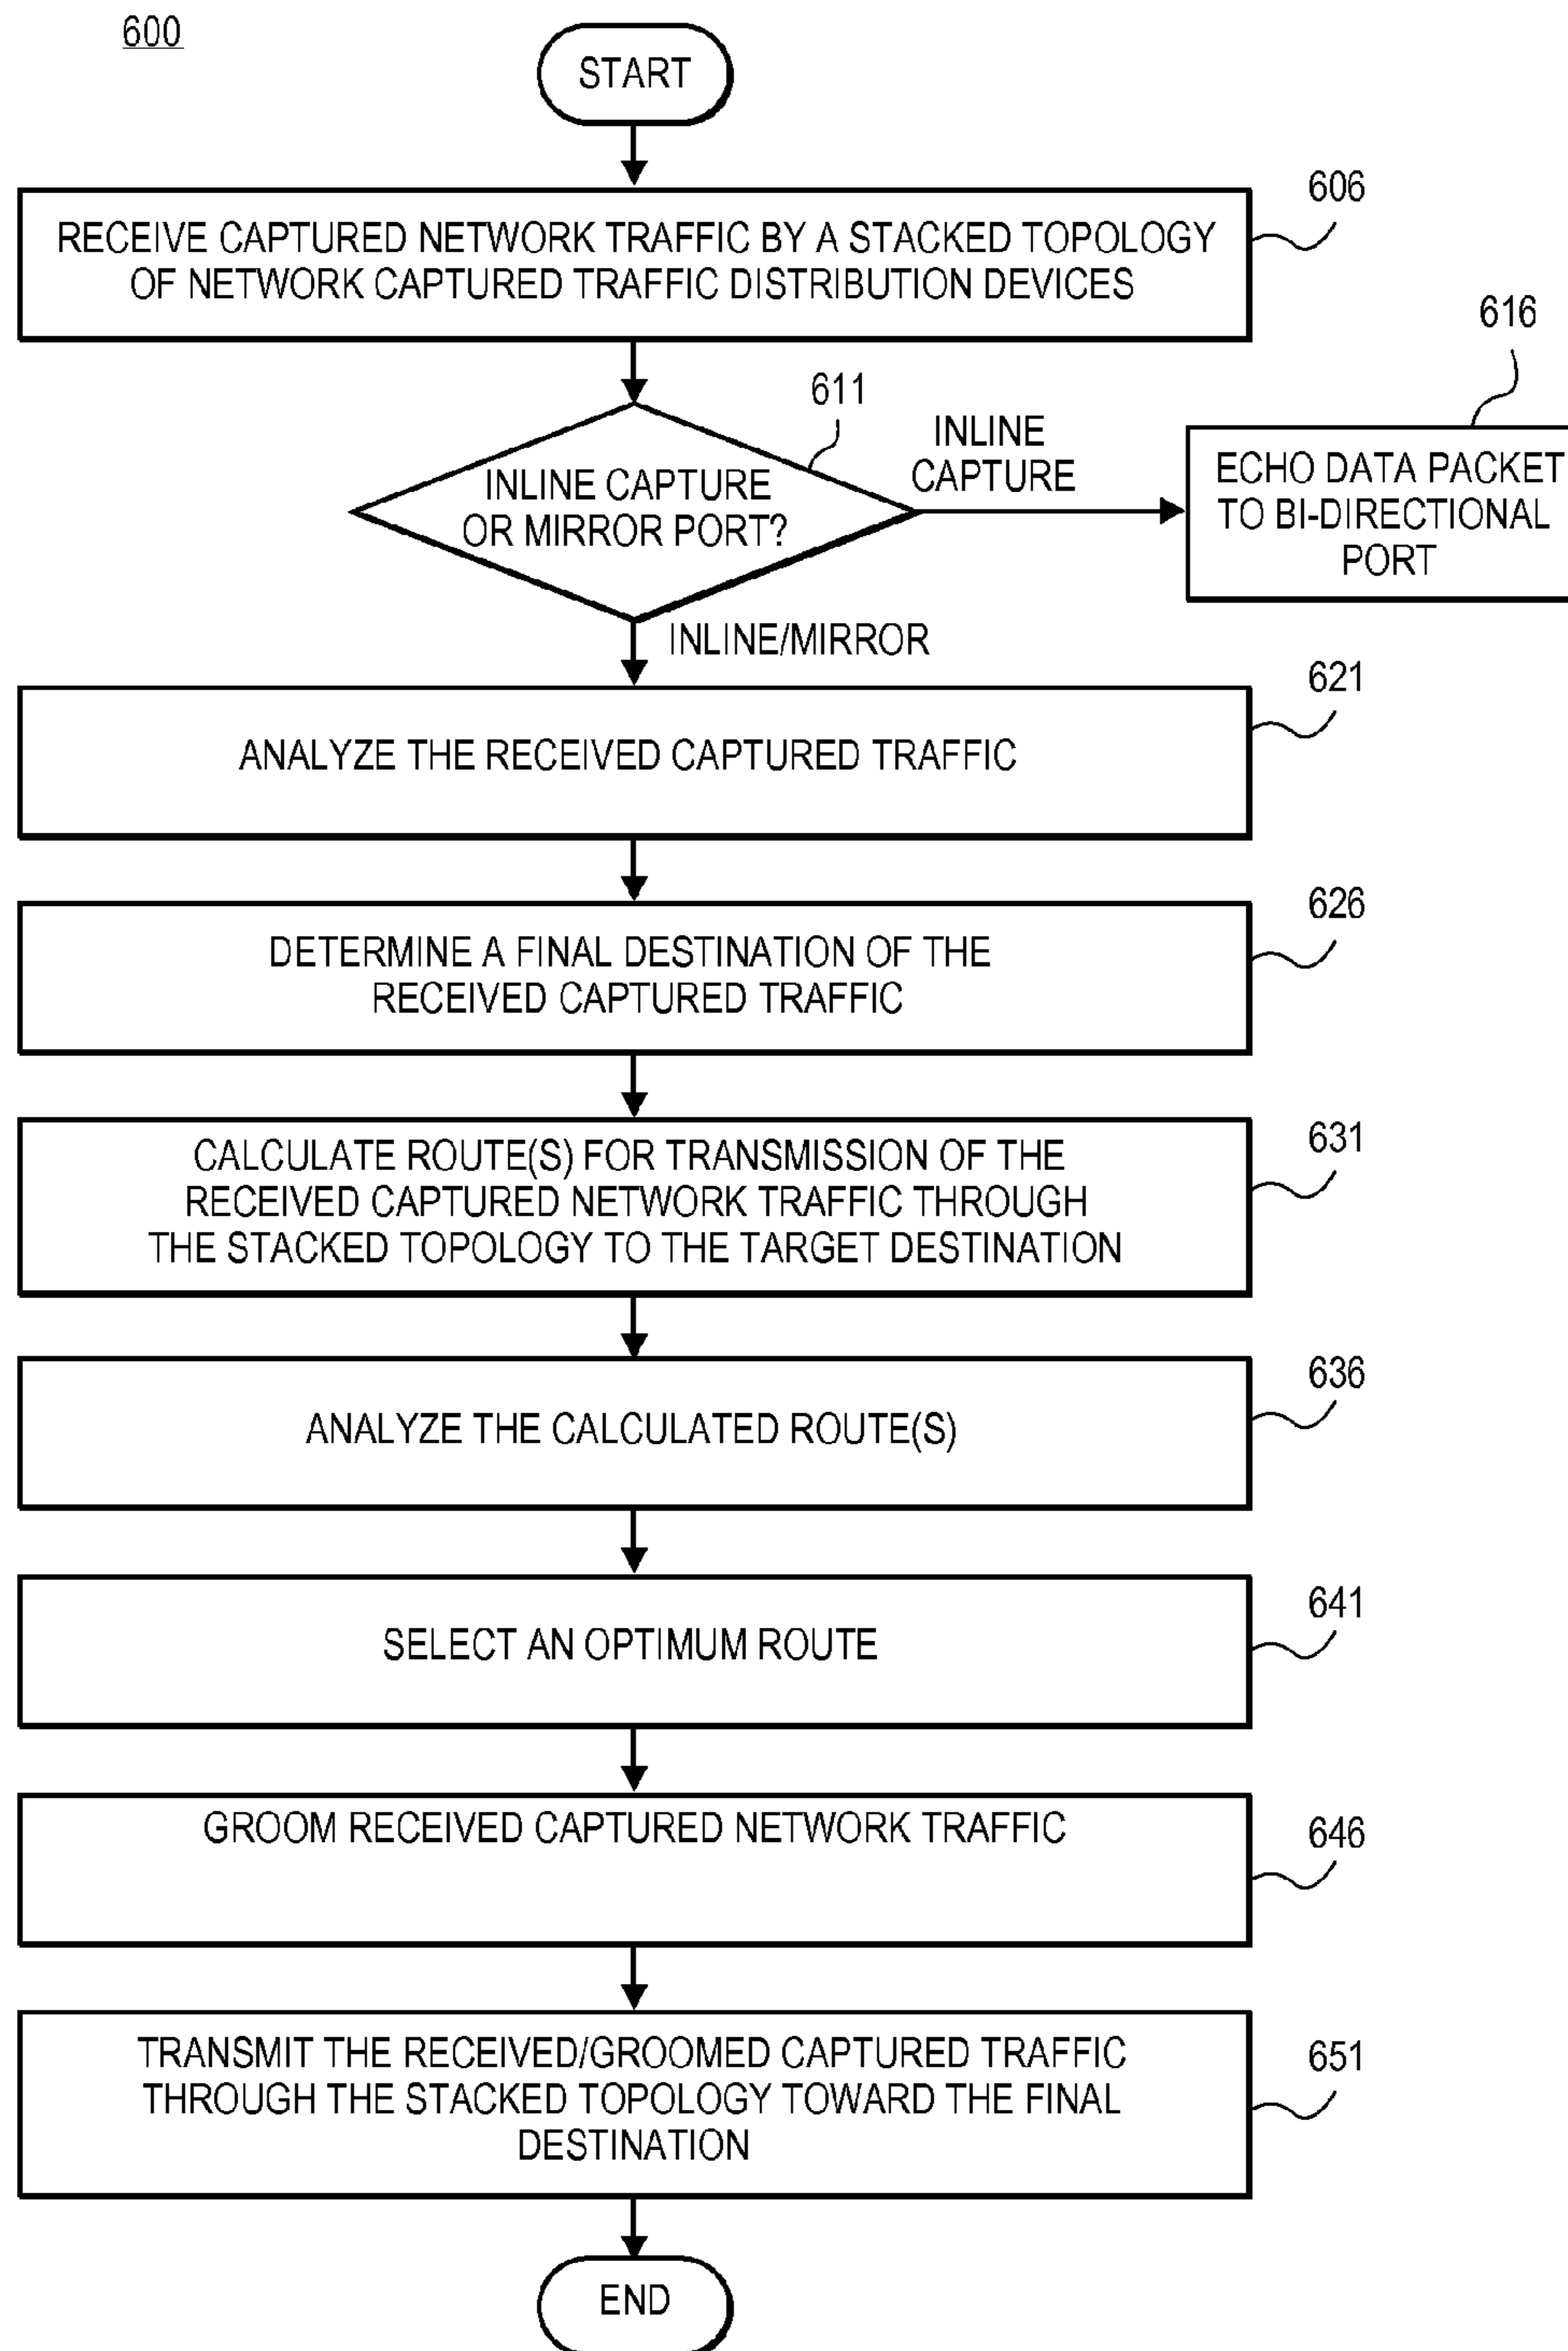 600
START
606
RECEIVE CAPTURED NETWORK TRAFFIC BY A STACKED TOPOLOGY
OF NETWORK CAPTURED TRAFFIC DISTRIBUTION DEVICES
616
611
INLINE
CAPTURE
INLINE CAPTURE
OR MIRROR PORT?
ECHO DATA PACKET
TO BI-DIRECTIONAL
PORT
INLINE/MIRROR
621
ANALYZE THE RECEIVED CAPTURED TRAFFIC
626
DETERMINE A FINAL DESTINATION OF THE
RECEIVED CAPTURED TRAFFIC
631
CALCULATE ROUTE(S) FOR TRANSMISSION OF THE
RECEIVED CAPTURED NETWORK TRAFFIC THROUGH
THE STACKED TOPOLOGY TO THE TARGET DESTINATION
636
ANALYZE THE CALCULATED ROUTE(S)
641
SELECT AN OPTIMUM ROUTE
646
GROOM RECEIVED CAPTURED NETWORK TRAFFIC
651
TRANSMIT THE RECEIVED/GROOMED CAPTURED TRAFFIC
THROUGH THE STACKED TOPOLOGY TOWARD THE FINAL
DESTINATION
END